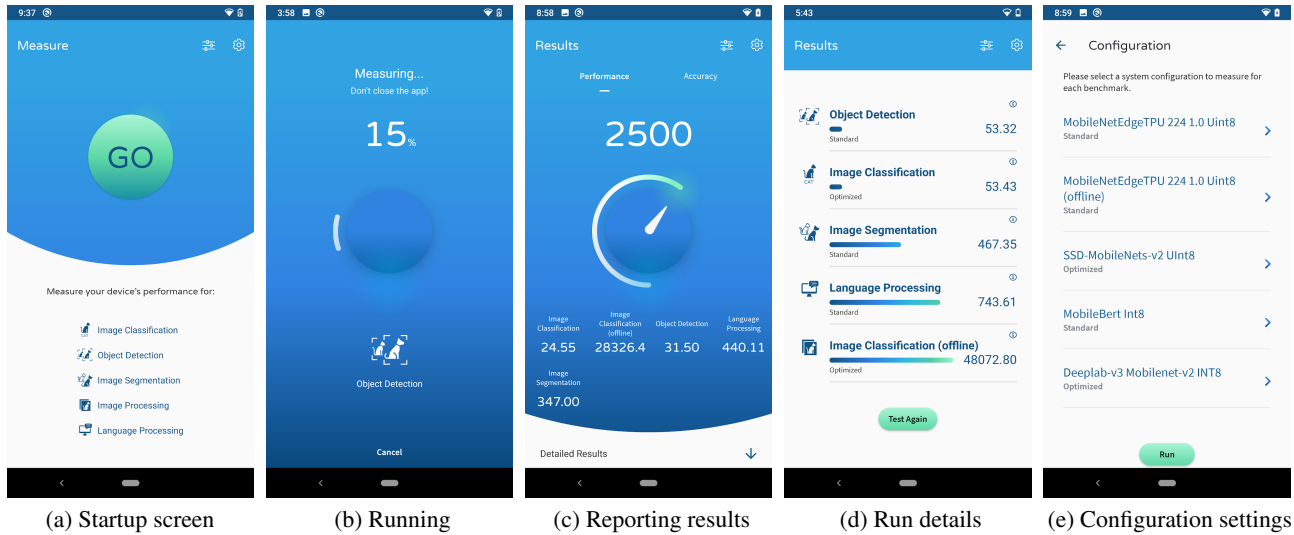 9:37
Measure
GO
Measure your device's performance for:
CAT
Image Classification
Object Detection
Image Segmentation
Image Processing
Language Processing
(a) Startup screen
3:58
Measuring...
Don't close the app!
15%
Object Detection
Cancel
(b) Running
8:58
Results
Performance
Accuracy
2500
Image
Classification
24.55
Image
Classification
(offline)
28326.4
Object Detection
31.50
Language
Processing
440.11
Image
Segmentation
347.00
Detailed Results
(c) Reporting results
5:43
Results
Object Detection
53.32
Standard
CAT
Image Classification
53.43
Optimized
Image Segmentation
467.35
Standard
Language Processing
743.61
Standard
Image Classification (offline)
48072.80
Optimized
Test Again
(d) Run details
8:59
Configuration
Please select a system configuration to measure for
each benchmark.
MobileNetEdgeTPU 224 1.0 Uint8
Standard
MobileNetEdgeTPU 224 1.0 Uint8
(offline)
Standard
SSD-MobileNets-v2 UInt8
Optimized
MobileBert Int8
Standard
Deeplab-v3 Mobilenet-v2 INT8
Optimized
Run
(e) Configuration settings